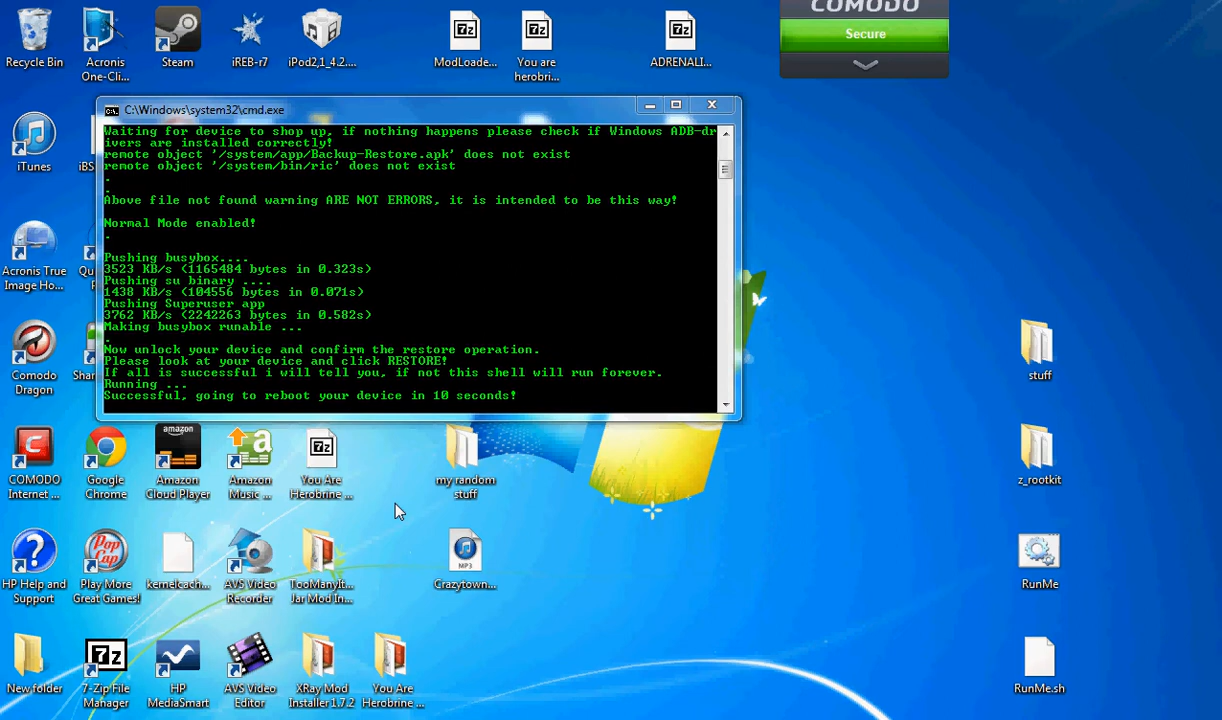 COMODO
Secure
Recycle Bin
Acronis
One-Cli...
Steam
iREB-r7
iPod2,1_4.2....
ModLoade...
You are
herobri...
ADRENALI...
C:\Windows\system32\cmd.exe
Waiting for device to shop up, if nothing happens please check if Windows ADB-dr
ivers are installed correctly!
remote object '/system/app/Backup-Restore.apk' does not exist
remote object '/system/bin/ric' does not exist
.
.
Above file not found warning ARE NOT ERRORS, it is intended to be this way!
Normal Mode enabled!
.
Pushing busybox....
3523 KB/s (1165484 bytes in 0.323s)
Pushing su binary ....
1438 KB/s (104556 bytes in 0.071s)
Pushing Superuser app
3762 KB/s (2242263 bytes in 0.582s)
Making busybox runable ...
.
Now unlock your device and confirm the restore operation.
Please look at your device and click RESTORE!
If all is successful i will tell you, if not this shell will run forever.
Running ...
Successful, going to reboot your device in 10 seconds!
iTunes
iBS
Acronis True
Image Ho...
Qu
Comodo
Dragon
Shar
stuff
COMODO
Internet ...
Google
Chrome
amazon
Amazon
Cloud Player
Amazon
Music ...
You Are
Herobrine ...
my random
stuff
z_rootkit
HP Help and
Support
Pop
Cap
Play More
Great Games!
kernelcach...
AVS Video
Recorder
TooManyIt...
Jar Mod In...
MP3
Crazytown...
RunMe
New folder
7-Zip File
Manager
HP
MediaSmart
AVS Video
Editor
XRay Mod
Installer 1.7.2
You Are
Herobrine ...
RunMe.sh